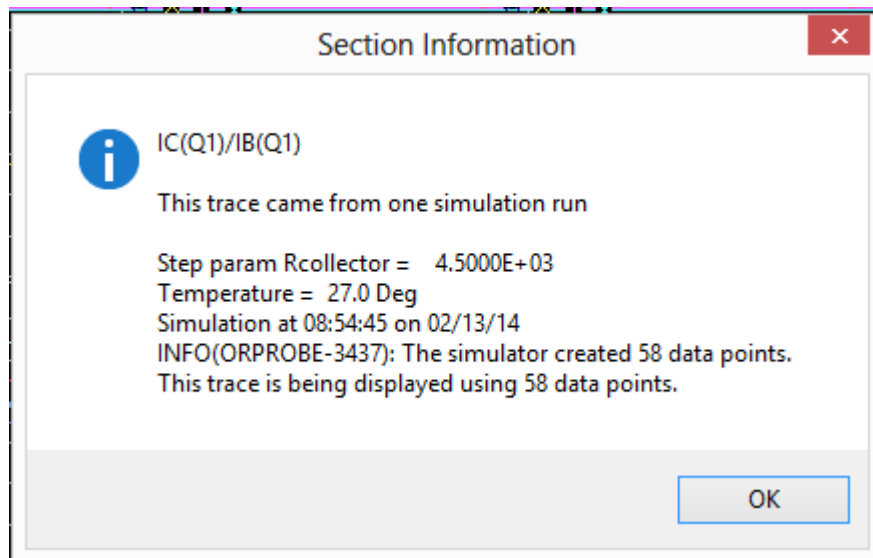 Section Information
IC(Q1)/IB(Q1)
This trace came from one simulation run
Step param Rcollector = 4.5000E+03
Temperature = 27.0 Deg
Simulation at 08:54:45 on 02/13/14
INFO(ORPROBE-3437): The simulator created 58 data points.
This trace is being displayed using 58 data points.
OK